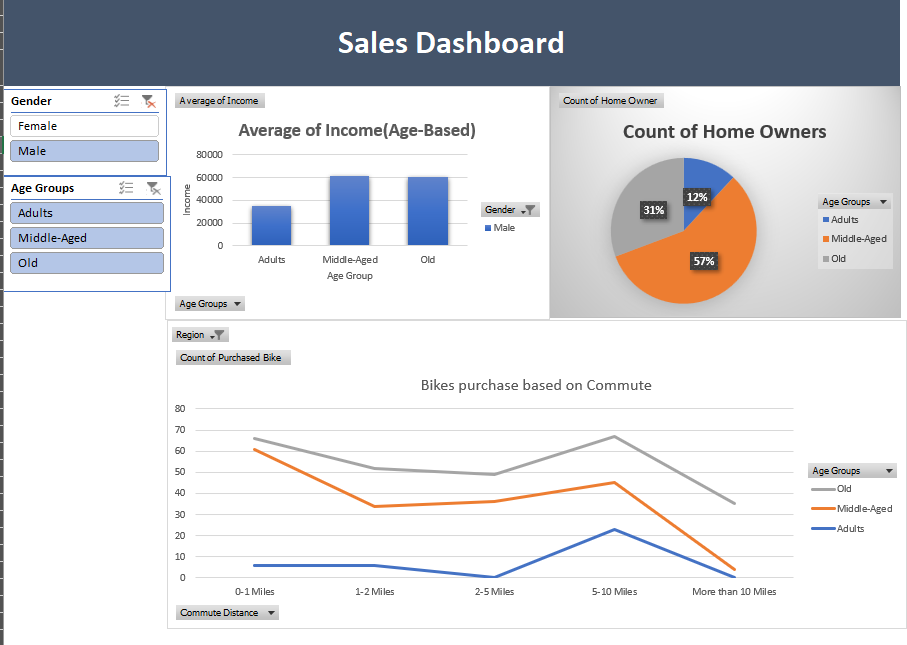 Sales Dashboard
Gender
Female
Male
Age Groups
Adults
Middle-Aged
Old
Average of Income
Average of Income(Age-Based)
80000
60000
40000
20000
0
Income
Adults
Middle-Aged
Old
Age Group
Gender
Male
Age Groups
Count of Home Owner
Count of Home Owners
12%
31%
57%
Age Groups
Adults
Middle-Aged
Old
Region
Count of Purchased Bike
Bikes purchase based on Commute
80
70
60
50
40
30
20
10
0
0-1 Miles
1-2 Miles
2-5 Miles
5-10 Miles
More than 10 Miles
Age Groups
Old
Middle-Aged
Adults
Commute Distance